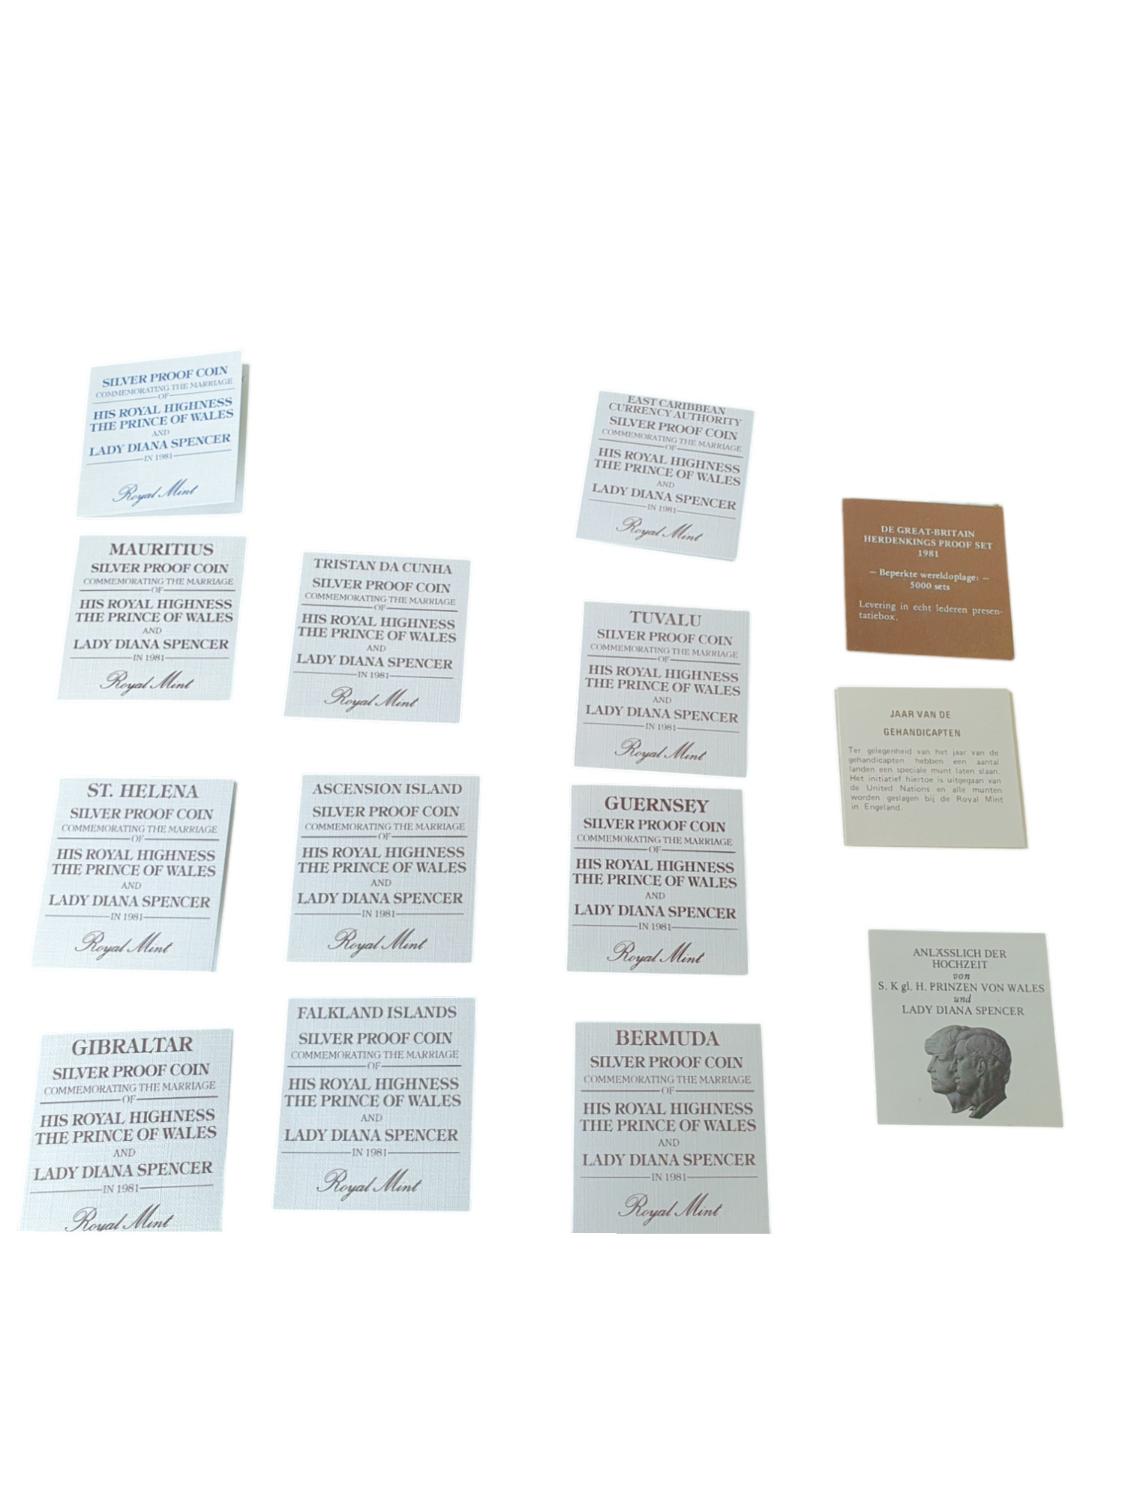 SILVER PROOF COIN
COMMEMORATING THE MARRIAGE
OF
HIS ROYAL HIGHNESS
THE PRINCE OF WALES
AND
LADY DIANA SPENCER
IN 1981
Royal Mint
MAURITIUS
SILVER PROOF COIN
COMMEMORATING THE MARRIAGE
OF
HIS ROYAL HIGHNESS
THE PRINCE OF WALES
AND
LADY DIANA SPENCER
IN 1981
Royal Mint
ST. HELENA
SILVER PROOF COIN
COMMEMORATING THE MARRIAGE
OF
HIS ROYAL HIGHNESS
THE PRINCE OF WALES
AND
LADY DIANA SPENCER
IN 1981
Royal Mint
GIBRALTAR
SILVER PROOF COIN
COMMEMORATING THE MARRIAGE
OF
HIS ROYAL HIGHNESS
THE PRINCE OF WALES
AND
LADY DIANA SPENCER
IN 1981
Royal Mint
TRISTAN DA CUNHA
SILVER PROOF COIN
COMMEMORATING THE MARRIAGE
OF
HIS ROYAL HIGHNESS
THE PRINCE OF WALES
AND
LADY DIANA SPENCER
IN 1981
Royal Mint
ASCENSION ISLAND
SILVER PROOF COIN
COMMEMORATING THE MARRIAGE
OF
HIS ROYAL HIGHNESS
THE PRINCE OF WALES
AND
LADY DIANA SPENCER
IN 1981
Royal Mint
FALKLAND ISLANDS
SILVER PROOF COIN
COMMEMORATING THE MARRIAGE
OF
HIS ROYAL HIGHNESS
THE PRINCE OF WALES
AND
LADY DIANA SPENCER
IN 1981
Royal Mint
EAST CARIBBEAN
CURRENCY AUTHORITY
SILVER PROOF COIN
COMMEMORATING THE MARRIAGE
OF
HIS ROYAL HIGHNESS
THE PRINCE OF WALES
AND
LADY DIANA SPENCER
IN 1981
Royal Mint
TUVALU
SILVER PROOF COIN
COMMEMORATING THE MARRIAGE
OF
HIS ROYAL HIGHNESS
THE PRINCE OF WALES
AND
LADY DIANA SPENCER
IN 1981
Royal Mint
GUERNSEY
SILVER PROOF COIN
COMMEMORATING THE MARRIAGE
OF
HIS ROYAL HIGHNESS
THE PRINCE OF WALES
AND
LADY DIANA SPENCER
IN 1981
Royal Mint
BERMUDA
SILVER PROOF COIN
COMMEMORATING THE MARRIAGE
OF
HIS ROYAL HIGHNESS
THE PRINCE OF WALES
AND
LADY DIANA SPENCER
IN 1981
Royal Mint
DE GREAT-BRITAIN
HERDENKINGS PROOF SET
1981
— Beperkte wereldoplage: —
5000 sets
Levering in echt lederen presen-
tatiebox.
JAAR VAN DE
GEHANDICAPTEN
Ter gelegenheid van het jaar van de
gehandicapten hebben een aantal
landen een speciale munt laten slaan.
Het initiatief hiertoe is uitgegaan van
de United Nations en alle munten
worden geslagen bij de Royal Mint
in Engeland.
ANLÄSSLICH DER
HOCHZEIT
von
S. K gl. H. PRINZEN VON WALES
und
LADY DIANA SPENCER